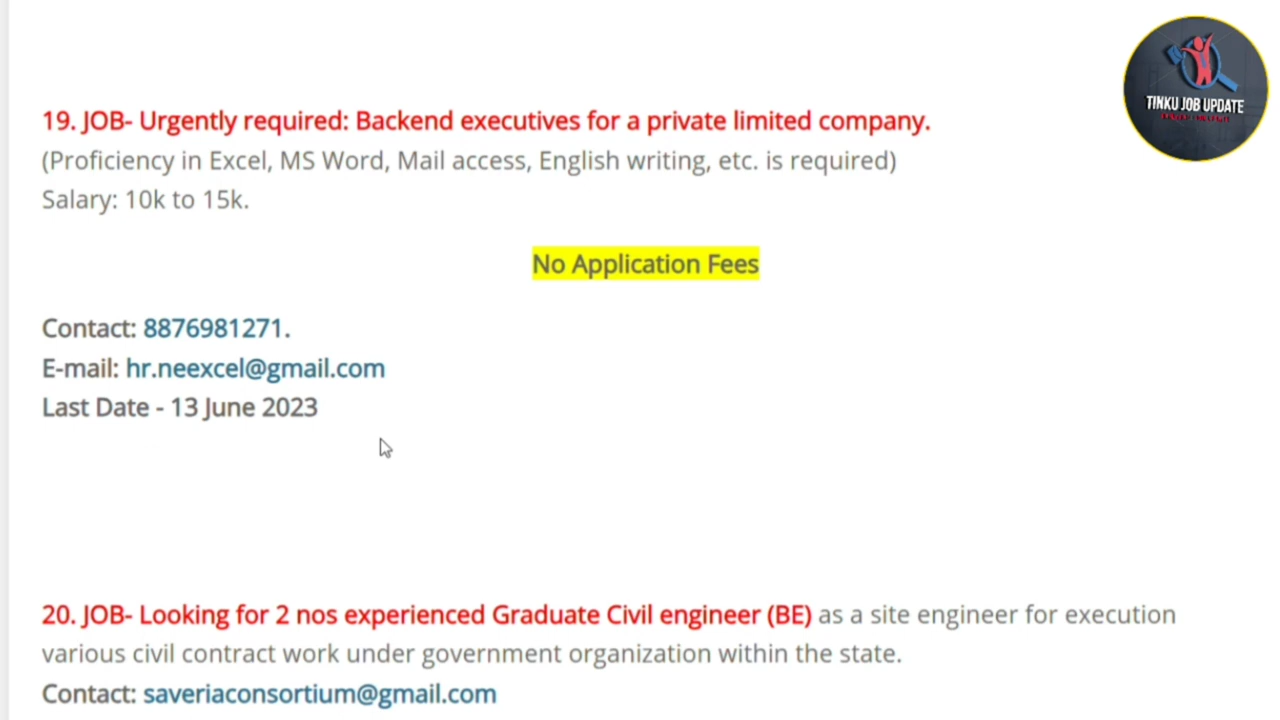 TINKU JOB UPDATE
19. JOB- Urgently required: Backend executives for a private limited company.
(Proficiency in Excel, MS Word, Mail access, English writing, etc. is required)
Salary: 10k to 15k.
No Application Fees
Contact: 8876981271.
E-mail: hr.neexcel@gmail.com
Last Date - 13 June 2023
20. JOB- Looking for 2 nos experienced Graduate Civil engineer (BE) as a site engineer for execution
various civil contract work under government organization within the state.
Contact: saveriaconsortium@gmail.com